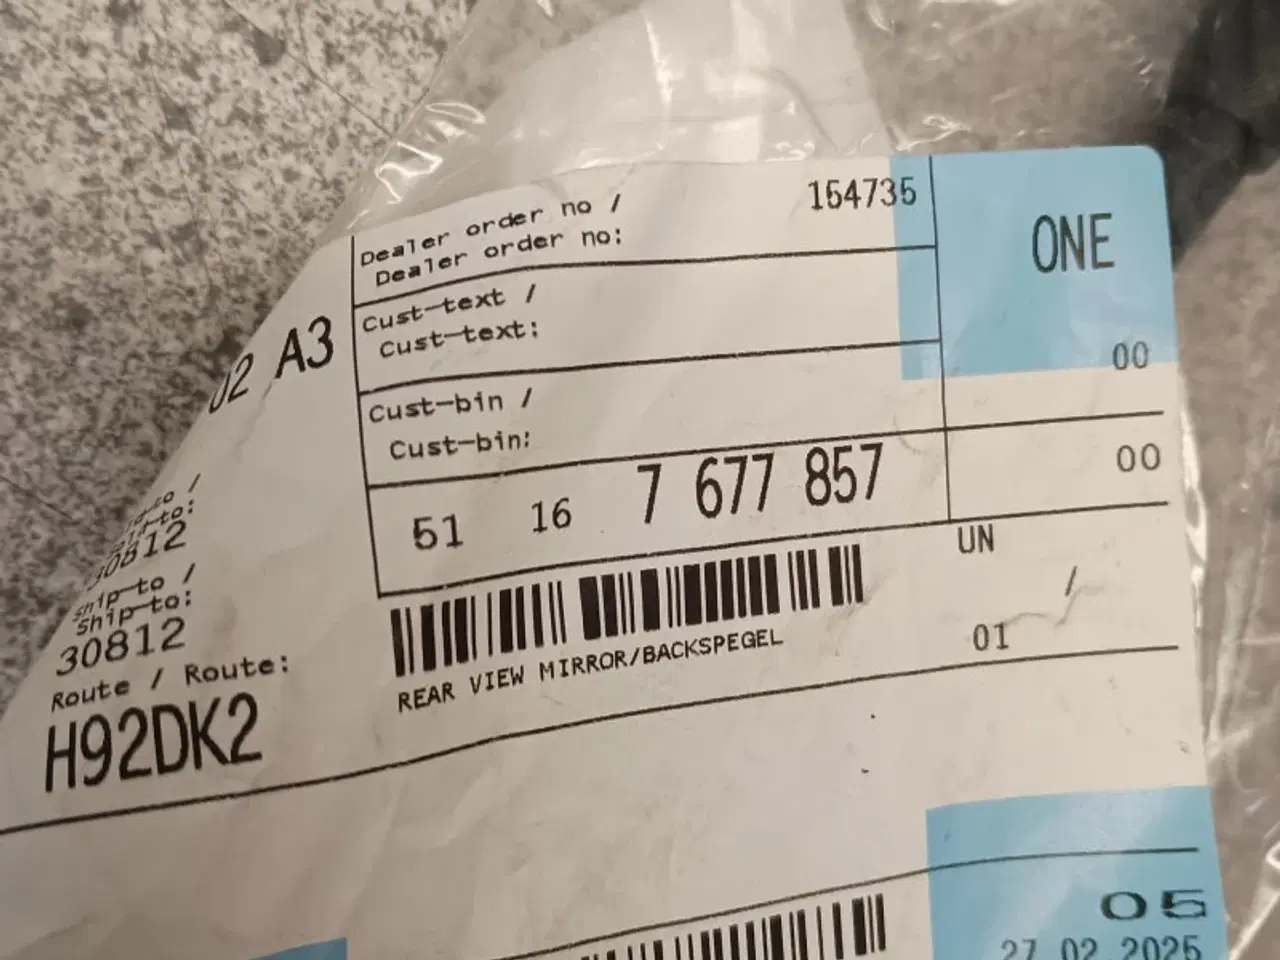 Dealer order no /
Dealer order no:
154735
ONE
Cust-text /
Cust-text:
00
02 A3
Cust-bin /
Cust-bin:
00
51 16 7 677 857
UN
/
01
REAR VIEW MIRROR/BACKSPEGEL
30812
Ship-to /
Ship-to:
30812
Route / Route:
H92DK2
05
27.02.2025